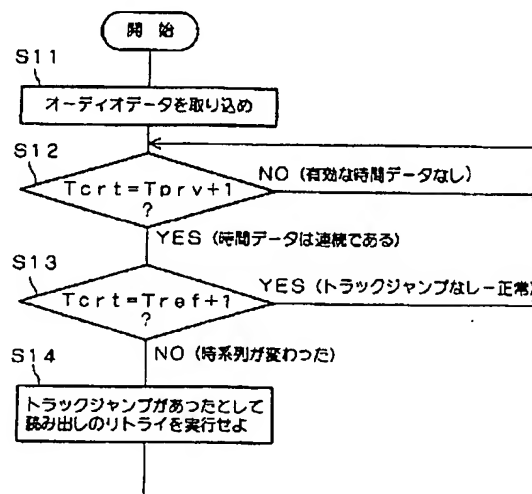 開 始
S11
オーディオデータを取り込め
S12
Tcrt=Tprv+1
?
NO (有効な時間データなし)
YES (時間データは連続である)
S13
Tcrt=Tref+1
?
YES (トラックジャンプなし－正常)
NO (時系列が変わった)
S14
トラックジャンプがあったとして
読み出しのリトライを実行せよ